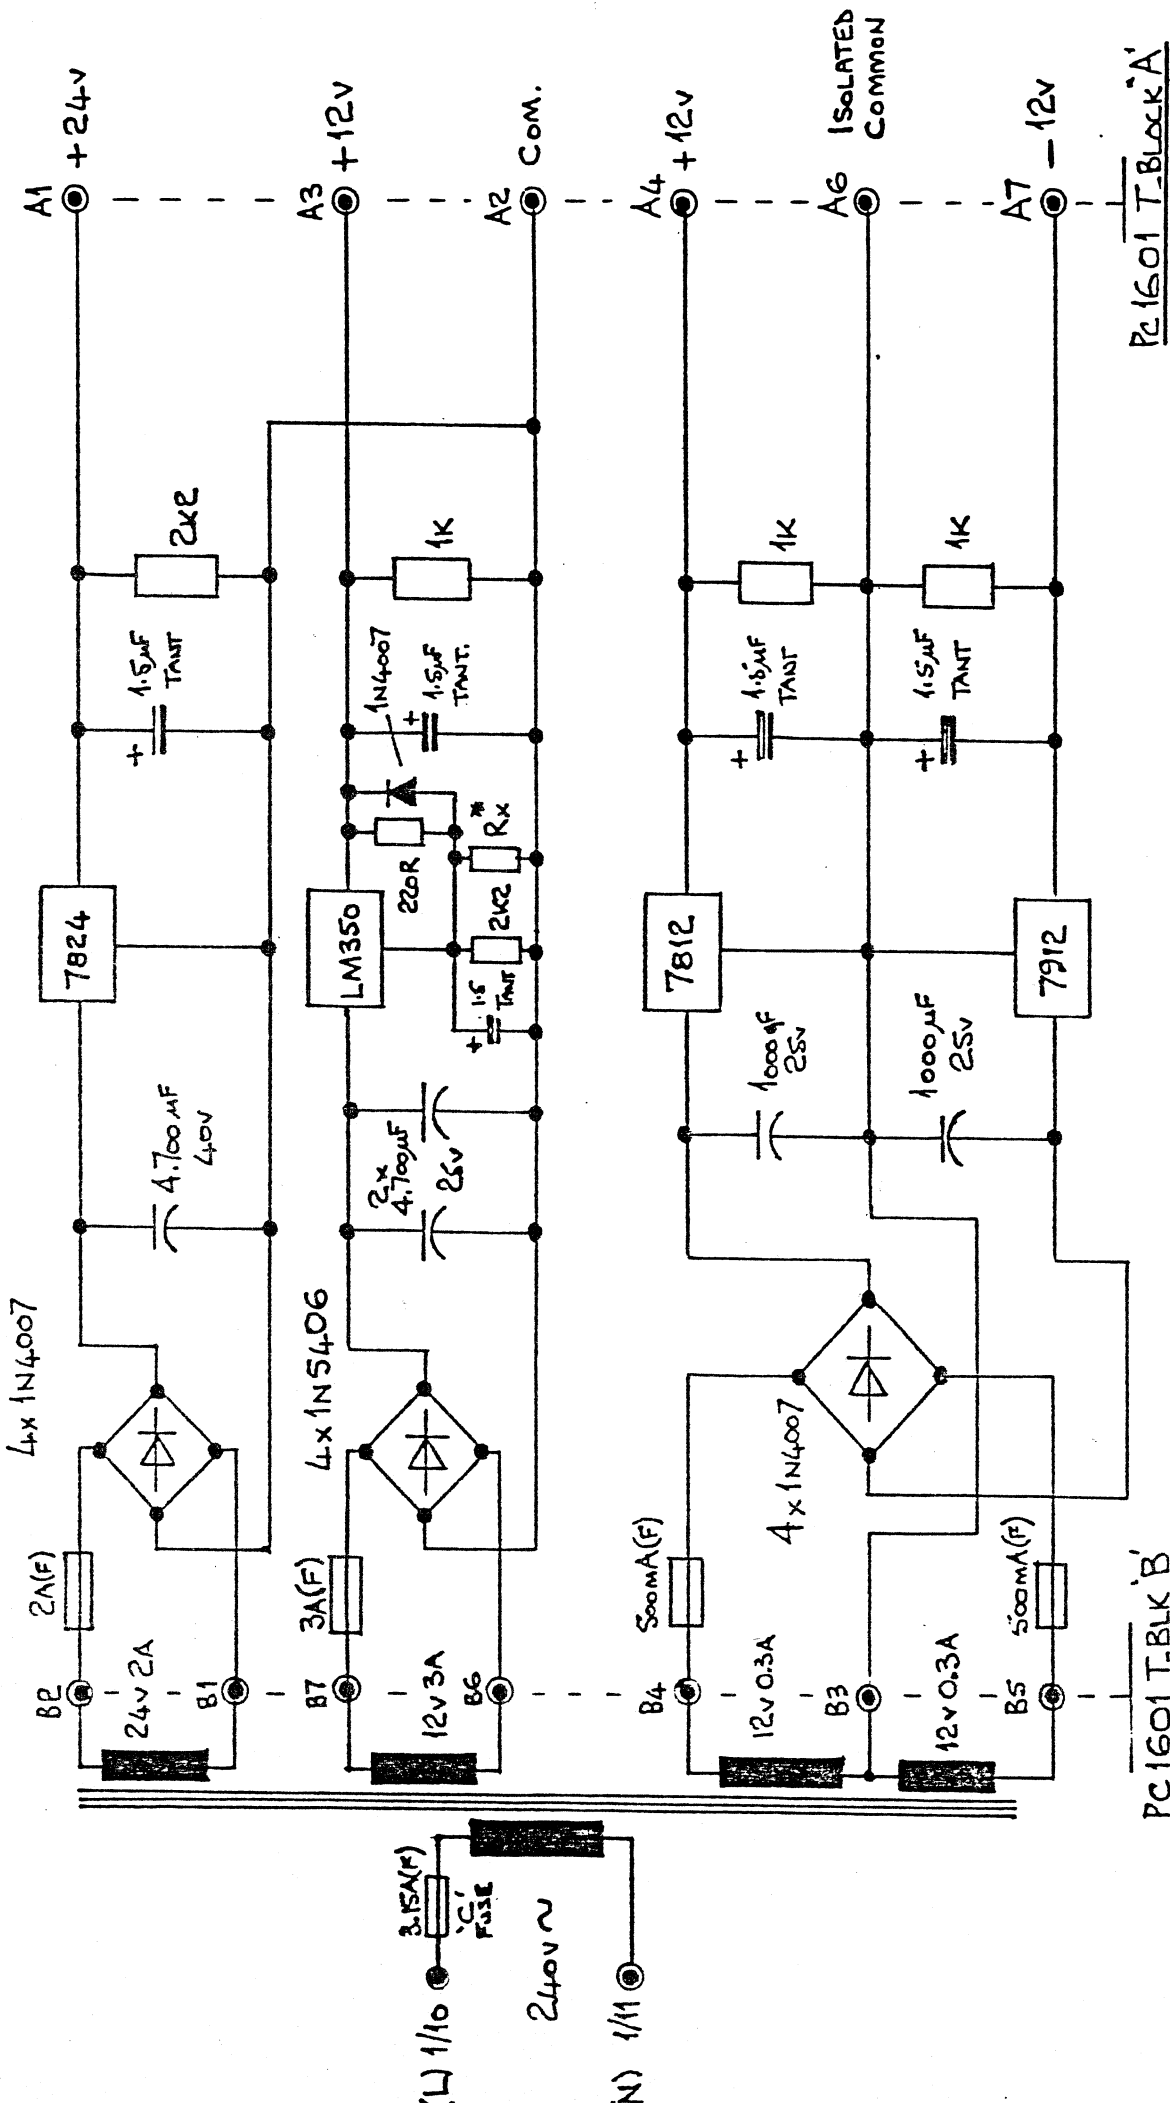 (L) 1/10
3.15A(F)
'C'
FUSE
240V ~
(N) 1/11
B2
24V 2A
B1
2A(F)
4x 1N4007
4.700µF
40V
7824
+
1.5µF
TANT
2K2
A1
+24V
B7
12V 3A
B6
3A(F)
4x 1N5406
2x
4.700µF
25V
LM350
+
1.5
TANT
2K2
220R
Rx*
1N4007
+
1.5µF
TANT.
1K
A3
+12V
A2
COM.
B4
12V 0.3A
B3
12V 0.3A
B5
500mA(F)
500mA(F)
4x 1N4007
1000µF
25V
1000µF
25V
7812
7912
+
1.5µF
TANT
+
1.5µF
TANT
1K
1K
A4
+12V
A6
ISOLATED
COMMON
A7
-12V
PC1601 T.BLK 'B'
PC1601 T.BLOCK 'A'